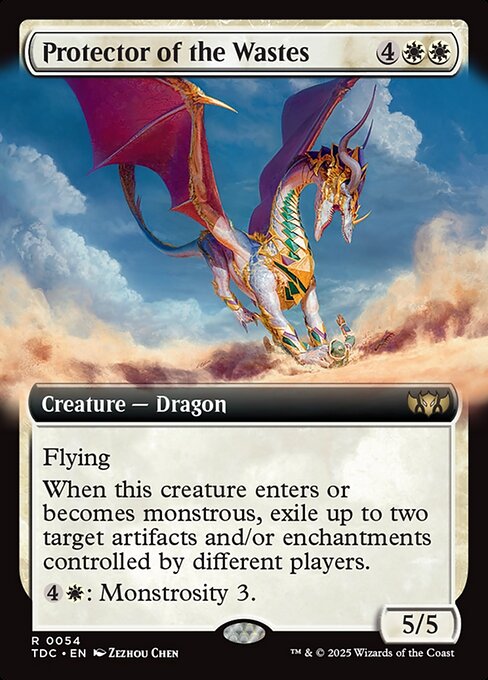 Protector of the Wastes 4
Creature — Dragon
Flying
When this creature enters or
becomes monstrous, exile up to two
target artifacts and/or enchantments
controlled by different players.
4 : Monstrosity 3.
5/5
R 0054
TDC • EN Zezhou Chen
™ & © 2025 Wizards of the Coast